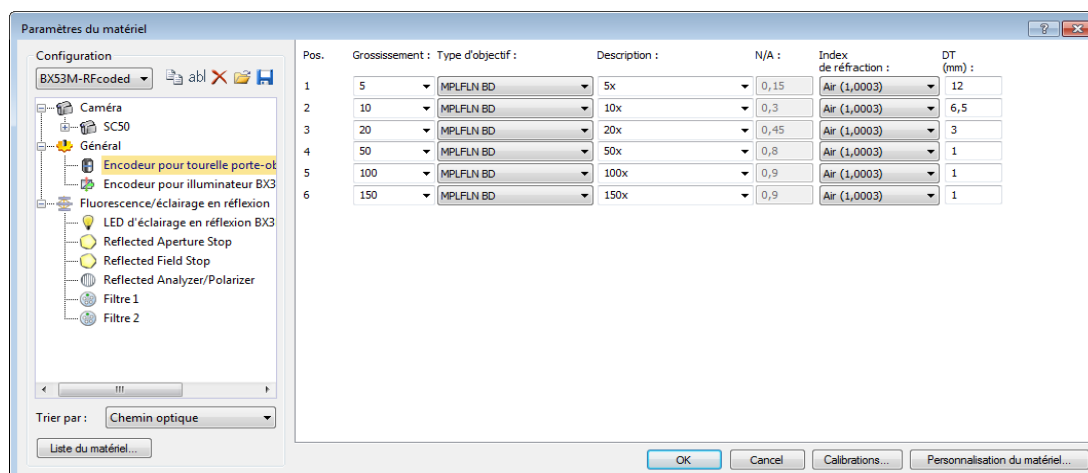 Paramètres du matériel
Configuration
BX53M-RFcoded
abl
Caméra
SC50
Général
Encodeur pour tourelle porte-ob
Encodeur pour illuminateur BX3
Fluorescence/éclairage en réflexion
LED d'éclairage en réflexion BX3
Reflected Aperture Stop
Reflected Field Stop
Reflected Analyzer/Polarizer
Filtre 1
Filtre 2
Trier par : Chemin optique
Liste du matériel...
Pos. Grossissement : Type d'objectif : Description : N/A : Index de réfraction : DT (mm) :
1 5 MPLFLN BD 5x 0,15 Air (1,0003) 12
2 10 MPLFLN BD 10x 0,3 Air (1,0003) 6,5
3 20 MPLFLN BD 20x 0,45 Air (1,0003) 3
4 50 MPLFLN BD 50x 0,8 Air (1,0003) 1
5 100 MPLFLN BD 100x 0,9 Air (1,0003) 1
6 150 MPLFLN BD 150x 0,9 Air (1,0003) 1
OK Cancel Calibrations... Personnalisation du matériel...